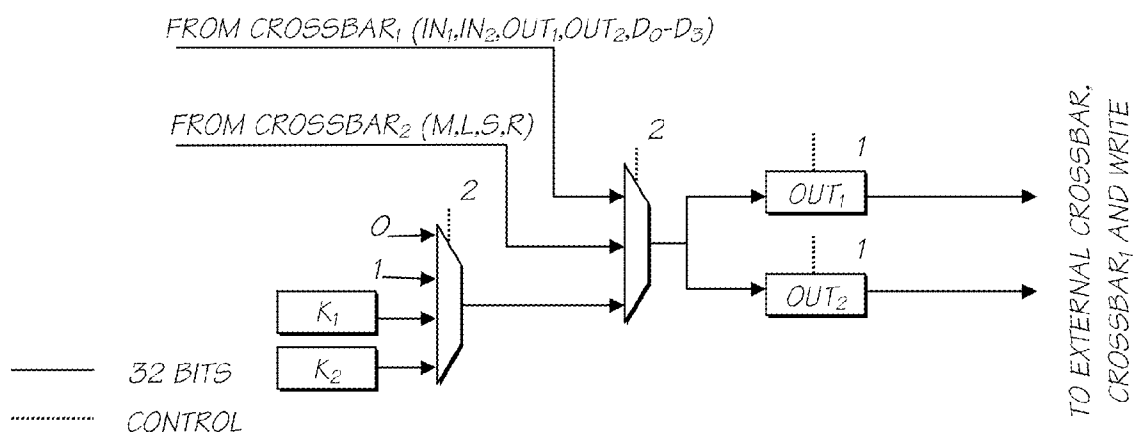 FROM CROSSBAR₁ (IN₁,IN₂,OUT₁,OUT₂,D₀-D₃)
FROM CROSSBAR₂ (M,L,S,R)
2
2
0
1
K₁
K₂
1
OUT₁
1
OUT₂
TO EXTERNAL CROSSBAR,
CROSSBAR₁ AND WRITE
32 BITS
CONTROL